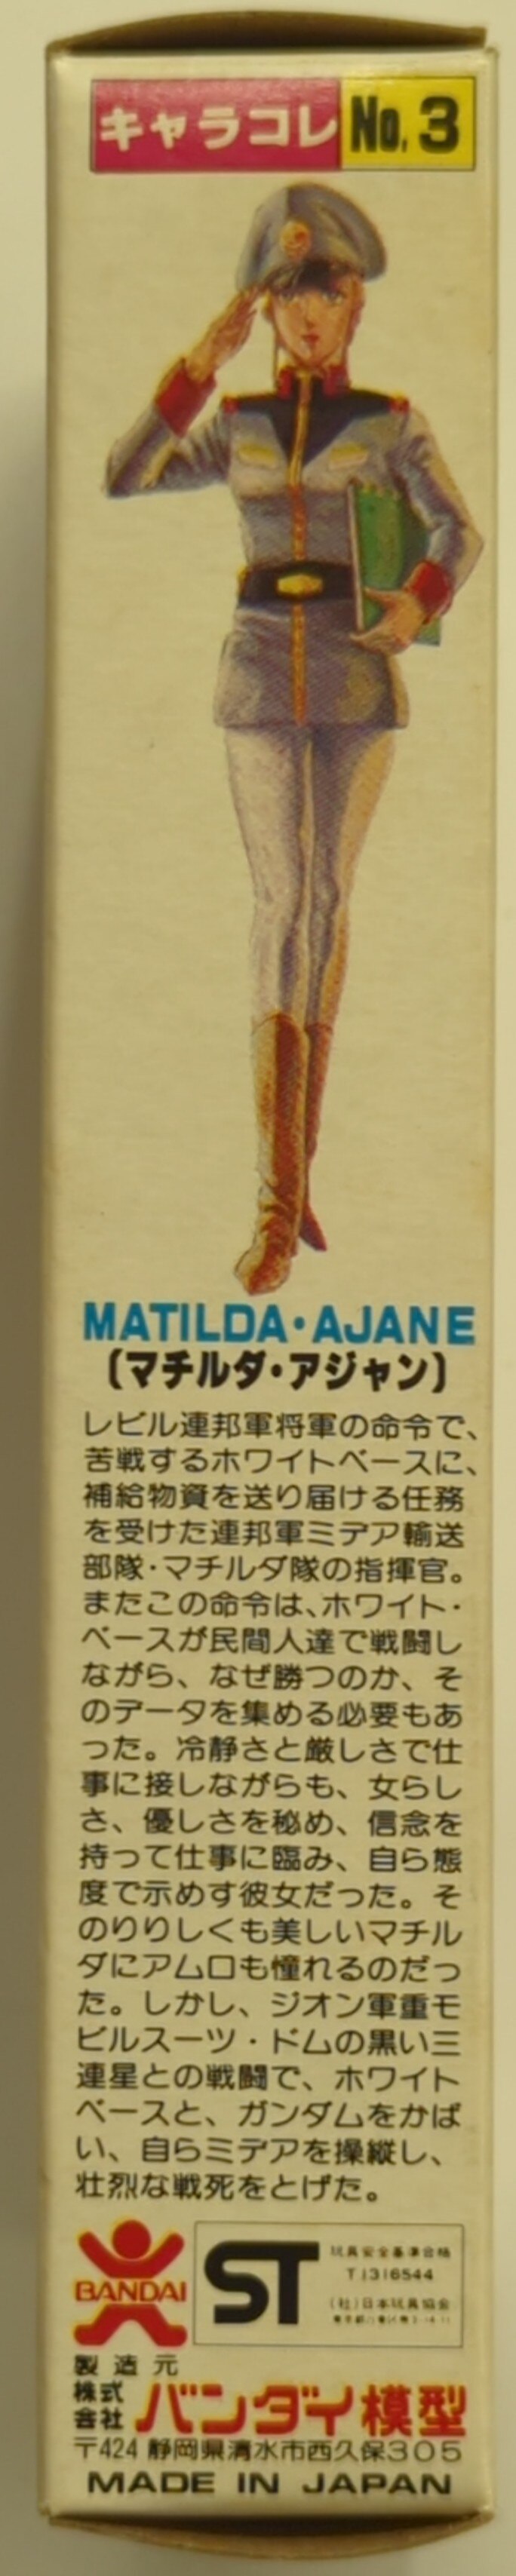 キャラコレ No.3
MATILDA・AJANE
〔マチルダ・アジャン〕
レビル連邦軍将軍の命令で、
苦戦するホワイトベースに、
補給物資を送り届ける任務
を受けた連邦軍ミデア輸送
部隊・マチルダ隊の指揮官。
またこの命令は、ホワイト・
ベースが民間人達で戦闘し
ながら、なぜ勝つのか、そ
のデータを集める必要もあ
った。冷静さと厳しさで仕
事に接しながらも、女らし
さ、優しさを秘め、信念を
持って仕事に臨み、自ら態
度で示めす彼女だった。そ
のりりしくも美しいマチル
ダにアムロも憧れるのだっ
た。しかし、ジオン軍重モ
ビルスーツ・ドムの黒い三
連星との戦闘で、ホワイト
ベースと、ガンダムをかば
い、自らミデアを操縦し、
壮烈な戦死をとげた。
BANDAI
ST
玩具安全基準合格
T1316544
(社)日本玩具協会
製造元
株式会社 バンダイ模型
〒424 静岡県清水市西久保305
MADE IN JAPAN